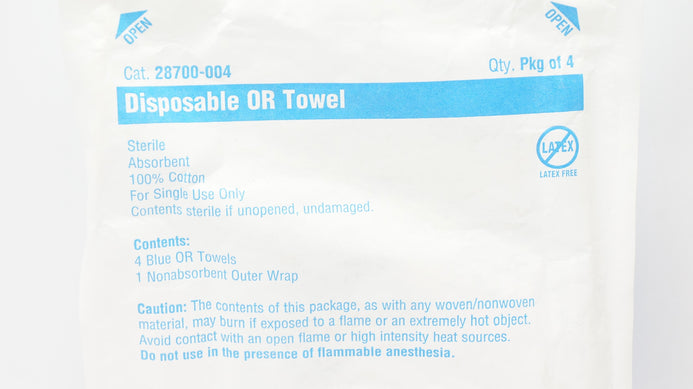 OPEN
OPEN
Cat. 28700-004
Qty. Pkg of 4
Disposable OR Towel
Sterile
Absorbent
100% Cotton
For Single Use Only
Contents sterile if unopened, undamaged.
LATEX
LATEX FREE
Contents:
4 Blue OR Towels
1 Nonabsorbent Outer Wrap
Caution: The contents of this package, as with any woven/nonwoven
material, may burn if exposed to a flame or an extremely hot object.
Avoid contact with an open flame or high intensity heat sources.
Do not use in the presence of flammable anesthesia.